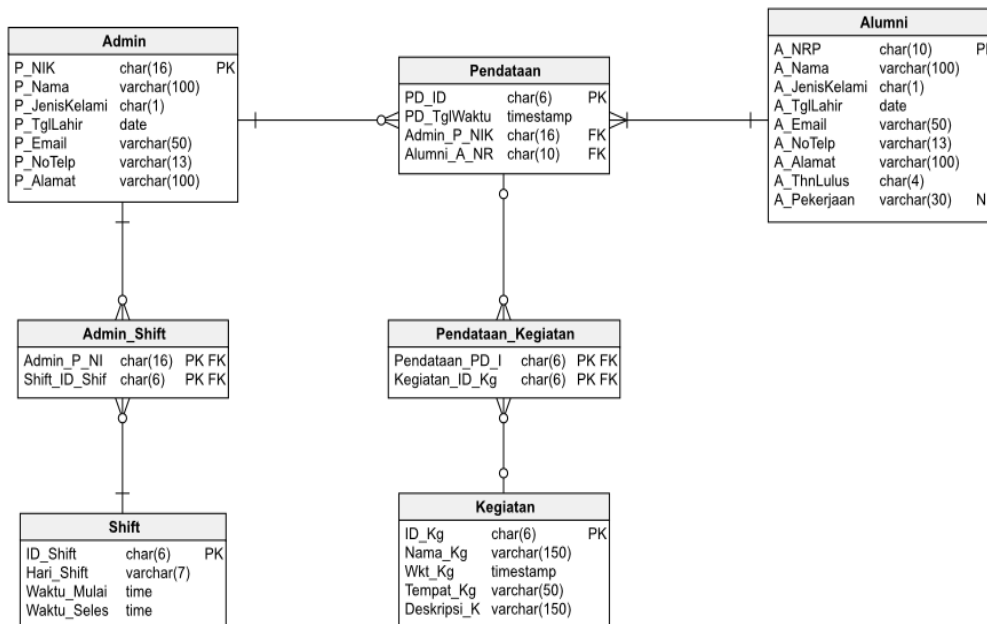 Admin
P_NIK char(16) PK
P_Nama varchar(100)
P_JenisKelami char(1)
P_TglLahir date
P_Email varchar(50)
P_NoTelp varchar(13)
P_Alamat varchar(100)
Pendataan
PD_ID char(6) PK
PD_TglWaktu timestamp
Admin_P_NIK char(16) FK
Alumni_A_NR char(10) FK
Alumni
A_NRP char(10) P
A_Nama varchar(100)
A_JenisKelami char(1)
A_TglLahir date
A_Email varchar(50)
A_NoTelp varchar(13)
A_Alamat varchar(100)
A_ThnLulus char(4)
A_Pekerjaan varchar(30) N
Admin_Shift
Admin_P_NI char(16) PK FK
Shift_ID_Shif char(6) PK FK
Pendataan_Kegiatan
Pendataan_PD_I char(6) PK FK
Kegiatan_ID_Kg char(6) PK FK
Shift
ID_Shift char(6) PK
Hari_Shift varchar(7)
Waktu_Mulai time
Waktu_Seles time
Kegiatan
ID_Kg char(6) PK
Nama_Kg varchar(150)
Wkt_Kg timestamp
Tempat_Kg varchar(50)
Deskripsi_K varchar(150)